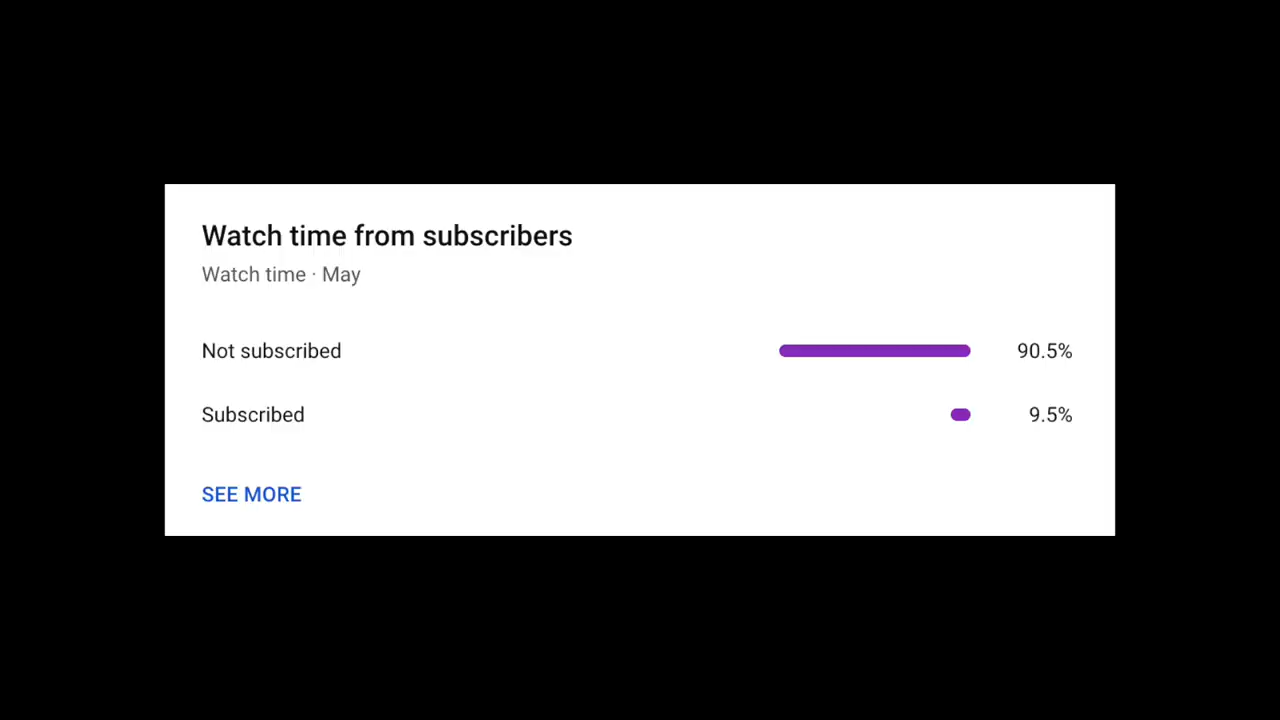 Watch time from subscribers
Watch time · May
Not subscribed 90.5%
Subscribed 9.5%
SEE MORE